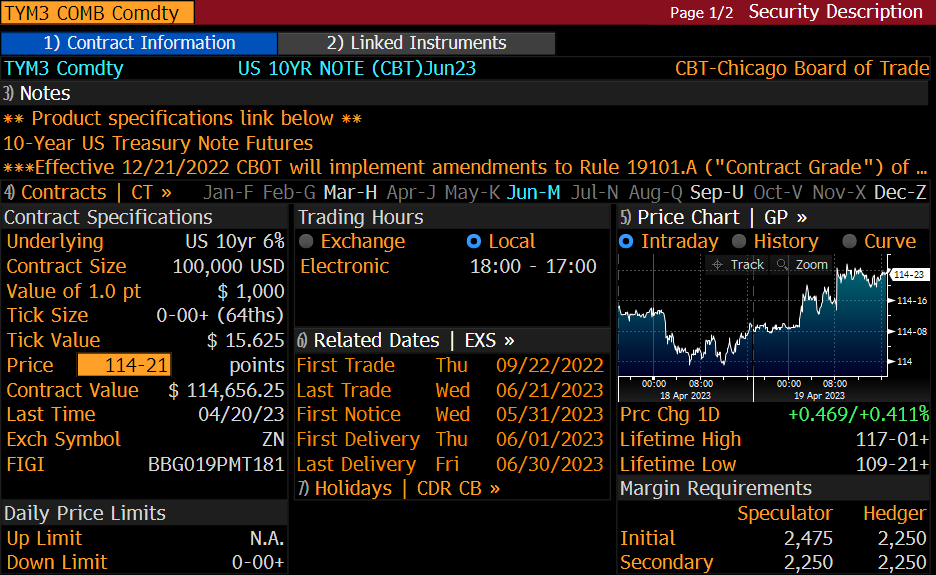 TYM3 COMB Comdty Page 1/2 Security Description
1) Contract Information 2) Linked Instruments
TYM3 Comdty US 10YR NOTE (CBT)Jun23 CBT-Chicago Board of Trade
3) Notes
** Product specifications link below **
10-Year US Treasury Note Futures
***Effective 12/21/2022 CBOT will implement amendments to Rule 19101.A ("Contract Grade") of ...
4) Contracts | CT » Jan-F Feb-G Mar-H Apr-J May-K Jun-M Jul-N Aug-Q Sep-U Oct-V Nov-X Dec-Z
Contract Specifications
Underlying US 10yr 6%
Contract Size 100,000 USD
Value of 1.0 pt $ 1,000
Tick Size 0-00+ (64ths)
Tick Value $ 15.625
Price 114-21 points
Contract Value $ 114,656.25
Last Time 04/20/23
Exch Symbol ZN
FIGI BBG019PMT181
Daily Price Limits
Up Limit N.A.
Down Limit 0-00+
Trading Hours
Exchange Local
Electronic 18:00 - 17:00
6) Related Dates | EXS »
First Trade Thu 09/22/2022
Last Trade Wed 06/21/2023
First Notice Wed 05/31/2023
First Delivery Thu 06/01/2023
Last Delivery Fri 06/30/2023
7) Holidays | CDR CB »
5) Price Chart | GP »
Intraday History Curve
Track Zoom
114-23
114-16
114-08
114
00:00 08:00 00:00 08:00
18 Apr 2023 19 Apr 2023
Prc Chg 1D +0.469/+0.411%
Lifetime High 117-01+
Lifetime Low 109-21+
Margin Requirements
Speculator Hedger
Initial 2,475 2,250
Secondary 2,250 2,250